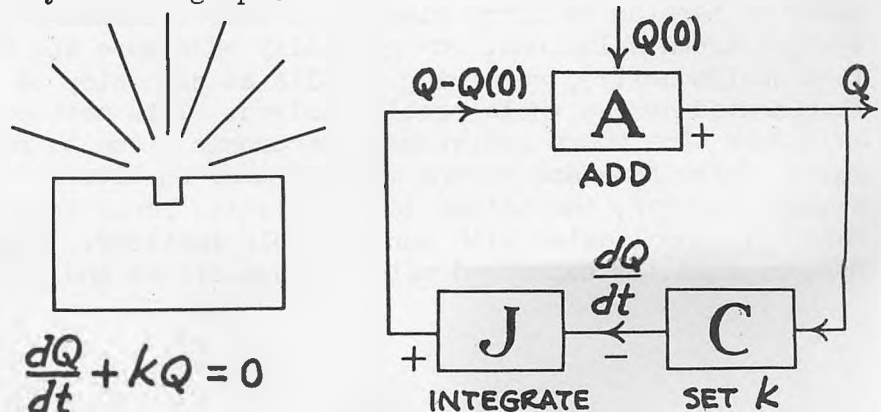 dQ/dt + kQ = 0
Q(0)
Q-Q(0)
Q
A
+
ADD
dQ/dt
+
J
−
C
INTEGRATE
SET k